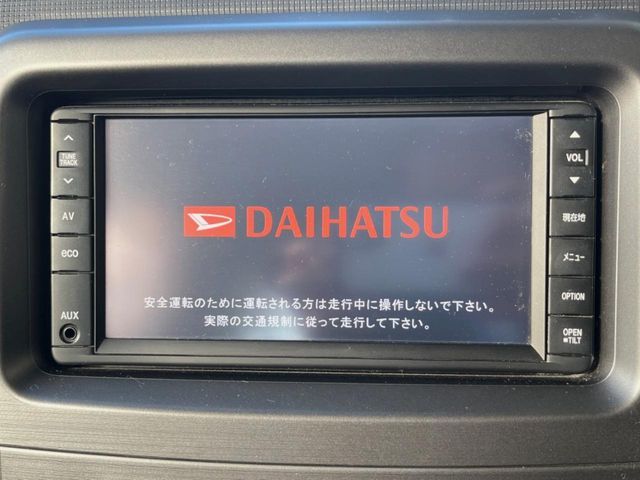 TUNE
TRACK
AV
eco
AUX
DAIHATSU
安全運転のために運転される方は走行中に操作しないで下さい。
実際の交通規制に従って走行して下さい。
VOL
現在地
メニュー
OPTION
OPEN
■TILT